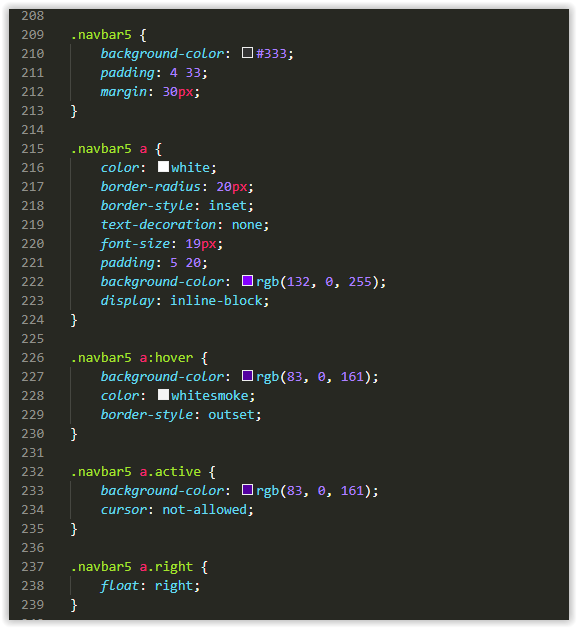 208
209 .navbar5 {
210     background-color: #333;
211     padding: 4 33;
212     margin: 30px;
213 }
214
215 .navbar5 a {
216     color: white;
217     border-radius: 20px;
218     border-style: inset;
219     text-decoration: none;
220     font-size: 19px;
221     padding: 5 20;
222     background-color: rgb(132, 0, 255);
223     display: inline-block;
224 }
225
226 .navbar5 a:hover {
227     background-color: rgb(83, 0, 161);
228     color: whitesmoke;
229     border-style: outset;
230 }
231
232 .navbar5 a.active {
233     background-color: rgb(83, 0, 161);
234     cursor: not-allowed;
235 }
236
237 .navbar5 a.right {
238     float: right;
239 }